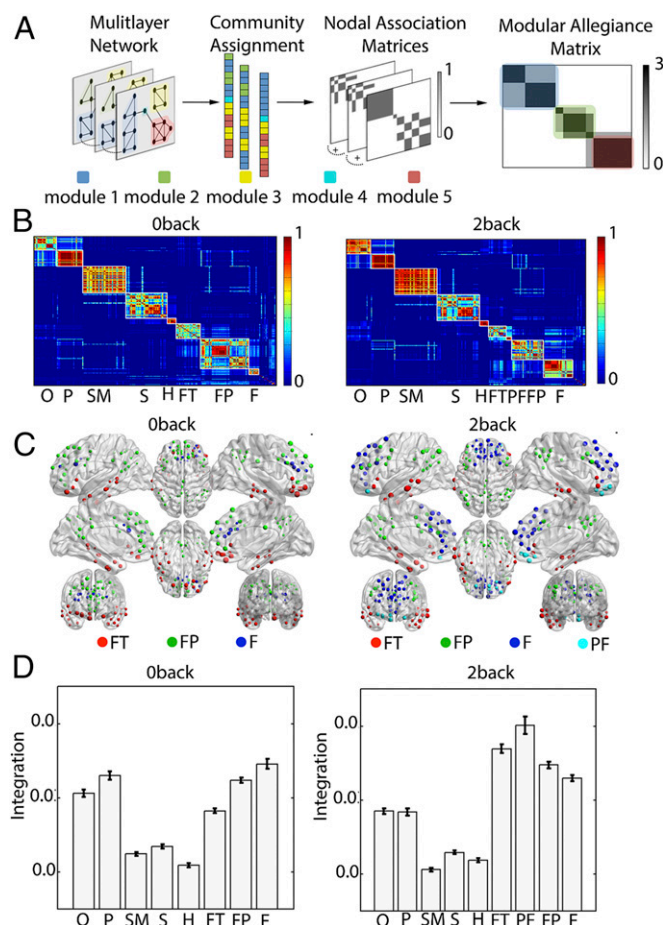 A
Mulitlayer Network
Community Assignment
Nodal Association Matrices
Modular Allegiance Matrix
1
0
3
0
+
+
module 1
module 2
module 3
module 4
module 5
B
0back
2back
1
0
1
0
O P SM S H FT FP F
O P SM S HFTPFFP F
C
0back
2back
FT FP F
FT FP F PF
D
0back
2back
Integration
0.0
0.0
0.0
O P SM S H FT FP F
Integration
0.0
0.0
0.0
O P SM S H FT PF FP F